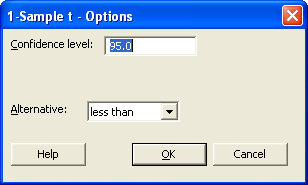 1-Sample t - Options
Confidence level: 95.0
Alternative: less than
Help OK Cancel